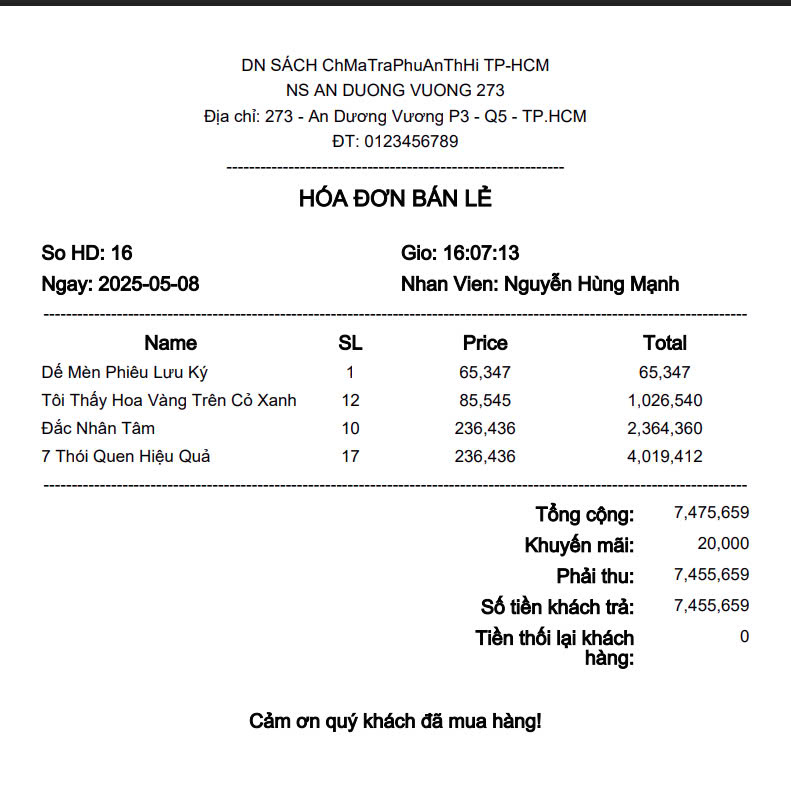 DN SÁCH ChMaTraPhuAnThHi TP-HCM
NS AN DUONG VUONG 273
Địa chỉ: 273 - An Dương Vương P3 - Q5 - TP.HCM
ĐT: 0123456789
------------------------------------------------------------
HÓA ĐƠN BÁN LẺ
So HD: 16 Gio: 16:07:13
Ngay: 2025-05-08 Nhan Vien: Nguyễn Hùng Mạnh
------------------------------------------------------------------------------------------------------------------------------
Name SL Price Total
Dế Mèn Phiêu Lưu Ký 1 65,347 65,347
Tôi Thấy Hoa Vàng Trên Cỏ Xanh 12 85,545 1,026,540
Đắc Nhân Tâm 10 236,436 2,364,360
7 Thói Quen Hiệu Quả 17 236,436 4,019,412
------------------------------------------------------------------------------------------------------------------------------
Tổng cộng: 7,475,659
Khuyến mãi: 20,000
Phải thu: 7,455,659
Số tiền khách trả: 7,455,659
Tiền thối lại khách 0
hàng:
Cảm ơn quý khách đã mua hàng!